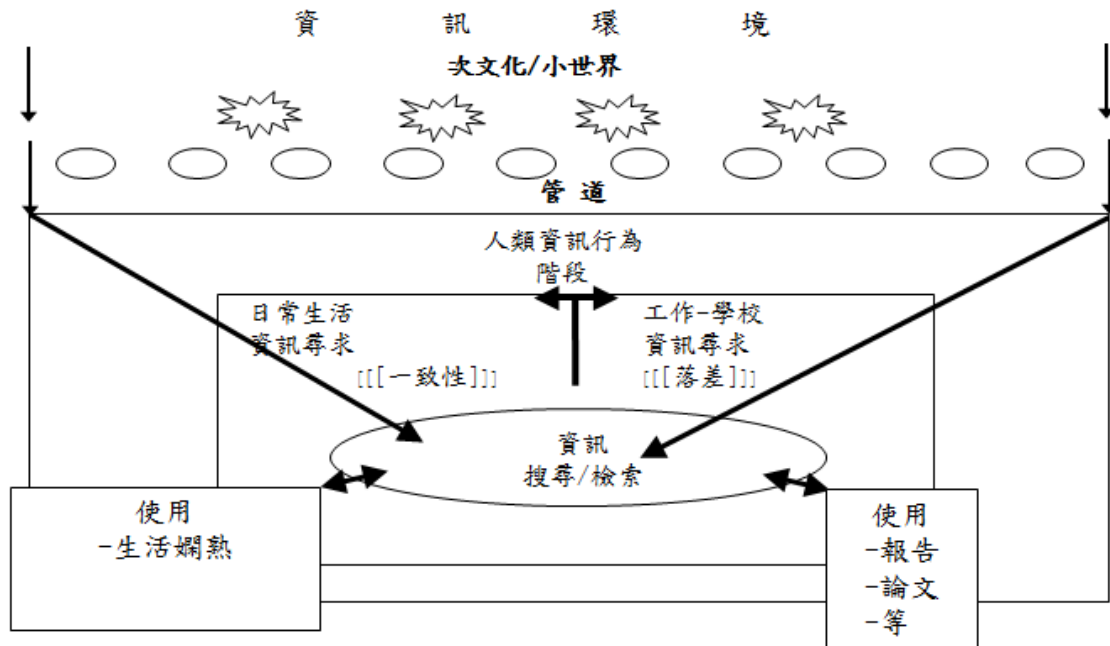 資訊環境
次文化/小世界
管道
人類資訊行為
階段
日常生活
資訊尋求
[[[一致性]]]
工作-學校
資訊尋求
[[[落差]]]
資訊
搜尋/檢索
使用
-生活嫻熟
使用
-報告
-論文
-等